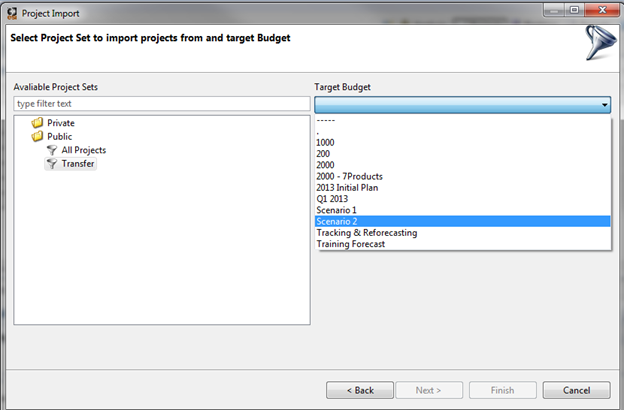 Project Import
Select Project Set to import projects from and target Budget
Avaliable Project Sets
Target Budget
type filter text
Private
Public
All Projects
Transfer
-----
.
1000
200
2000
2000 - 7Products
2013 Initial Plan
Q1 2013
Scenario 1
Scenario 2
Tracking & Reforecasting
Training Forecast
< Back
Next >
Finish
Cancel